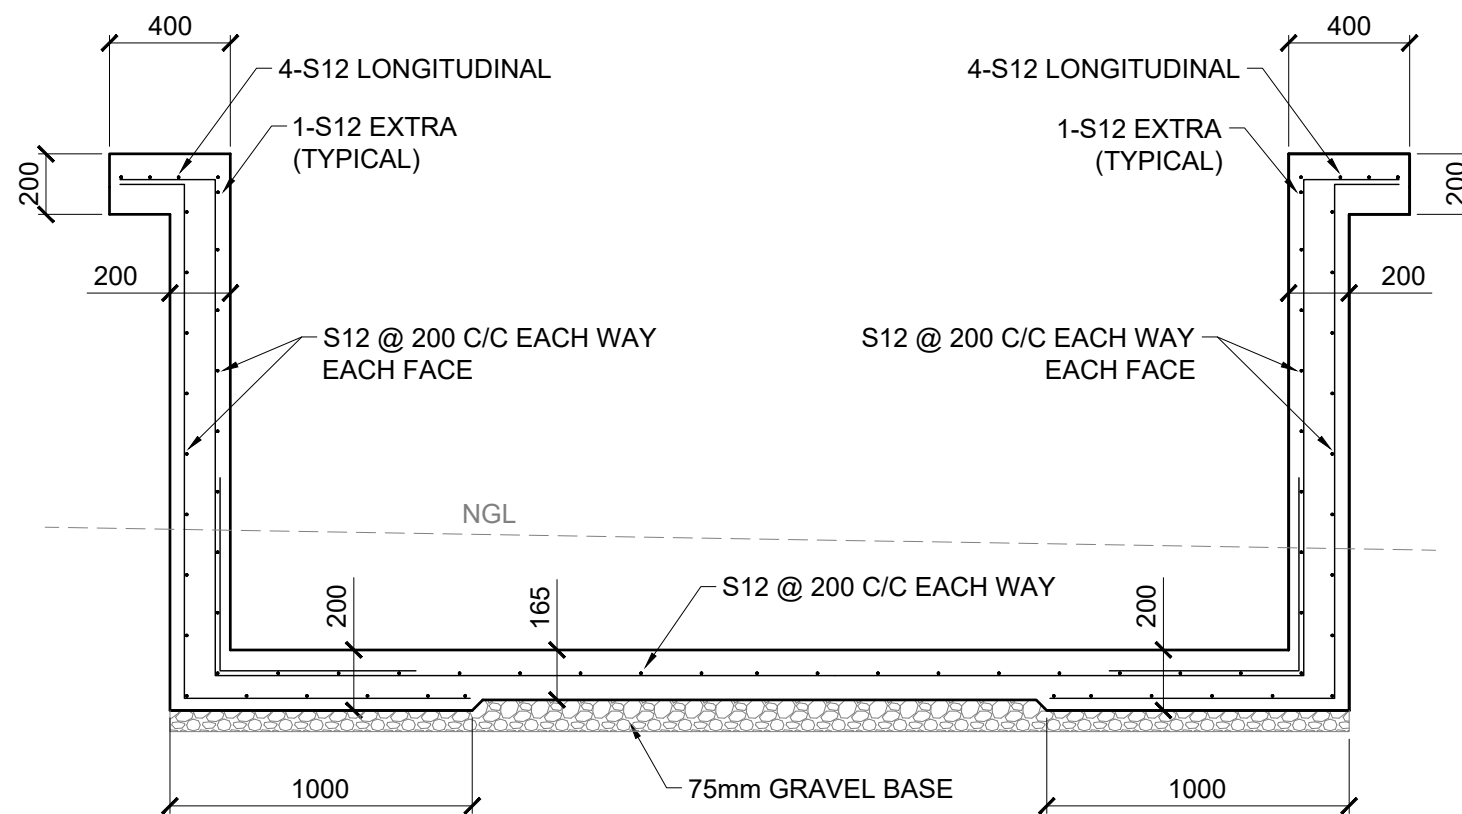 400
400
4-S12 LONGITUDINAL
4-S12 LONGITUDINAL
1-S12 EXTRA
(TYPICAL)
1-S12 EXTRA
(TYPICAL)
200
200
200
200
S12 @ 200 C/C EACH WAY
EACH FACE
S12 @ 200 C/C EACH WAY
EACH FACE
NGL
200
165
S12 @ 200 C/C EACH WAY
200
1000
75mm GRAVEL BASE
1000